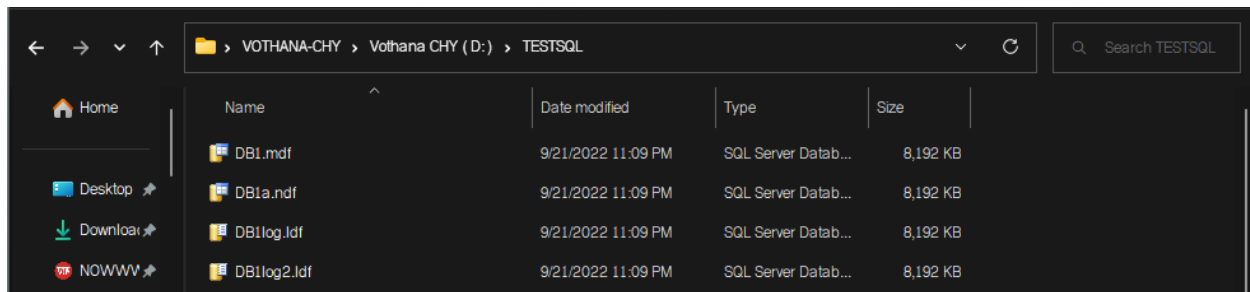 VOTHANA-CHY > Vothana CHY (D:) > TESTSQL Search TESTSQL
Home Name Date modified Type Size
DB1.mdf 9/21/2022 11:09 PM SQL Server Datab... 8,192 KB
Desktop DB1a.ndf 9/21/2022 11:09 PM SQL Server Datab... 8,192 KB
DB1log.ldf 9/21/2022 11:09 PM SQL Server Datab... 8,192 KB
NOWWV DB1log2.ldf 9/21/2022 11:09 PM SQL Server Datab... 8,192 KB